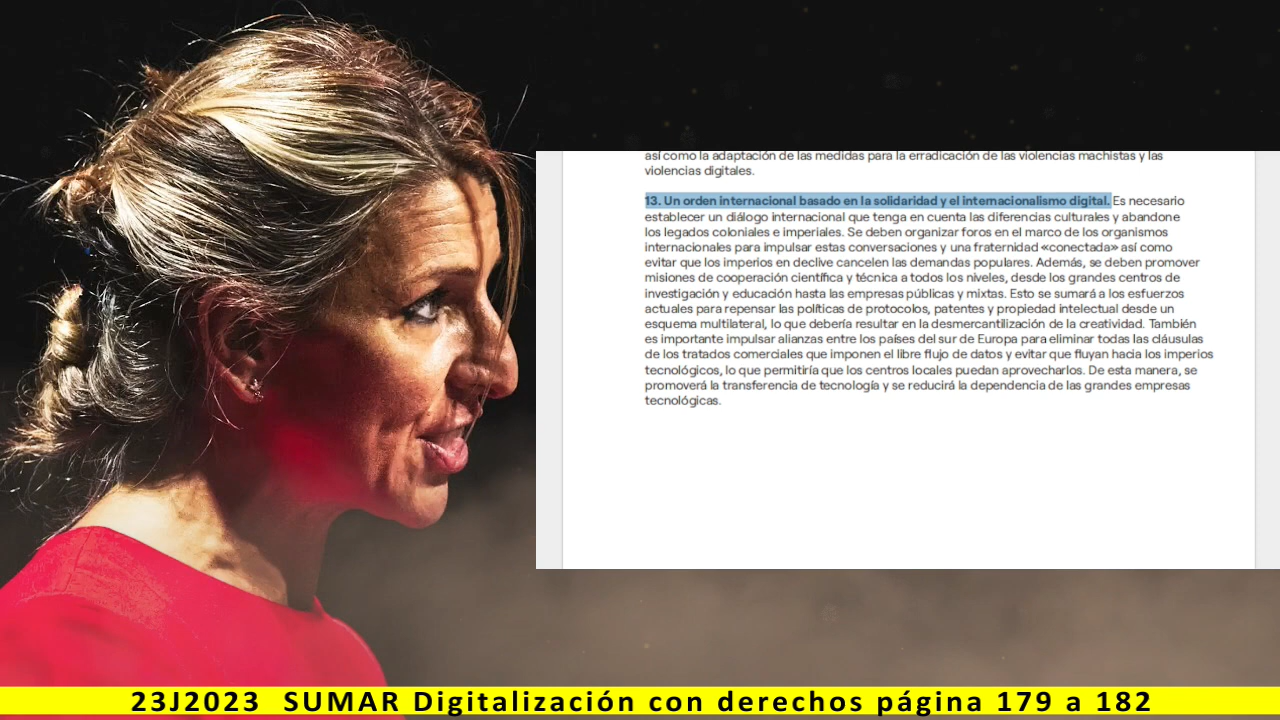 así como la adaptación de las medidas para la erradicación de las violencias machistas y las
violencias digitales.
13. Un orden internacional basado en la solidaridad y el internacionalismo digital. Es necesario
establecer un diálogo internacional que tenga en cuenta las diferencias culturales y abandone
los legados coloniales e imperiales. Se deben organizar foros en el marco de los organismos
internacionales para impulsar estas conversaciones y una fraternidad «conectada» así como
evitar que los imperios en declive cancelen las demandas populares. Además, se deben promover
misiones de cooperación científica y técnica a todos los niveles, desde los grandes centros de
investigación y educación hasta las empresas públicas y mixtas. Esto se sumará a los esfuerzos
actuales para repensar las políticas de protocolos, patentes y propiedad intelectual desde un
esquema multilateral, lo que debería resultar en la desmercantilización de la creatividad. También
es importante impulsar alianzas entre los países del sur de Europa para eliminar todas las cláusulas
de los tratados comerciales que imponen el libre flujo de datos y evitar que fluyan hacia los imperios
tecnológicos, lo que permitiría que los centros locales puedan aprovecharlos. De esta manera, se
promoverá la transferencia de tecnología y se reducirá la dependencia de las grandes empresas
tecnológicas.
23J2023 SUMAR Digitalización con derechos página 179 a 182